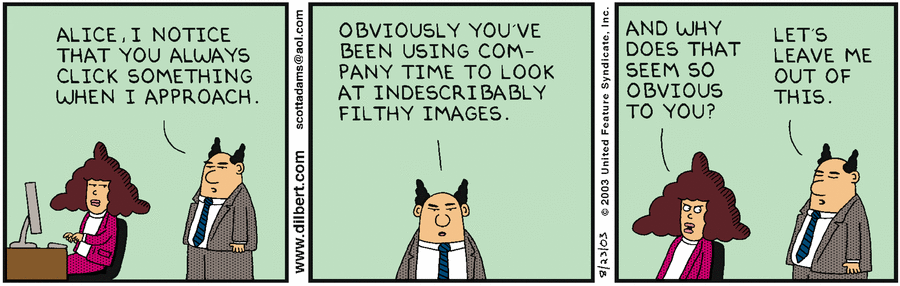 ALICE, I NOTICE
THAT YOU ALWAYS
CLICK SOMETHING
WHEN I APPROACH.
www.dilbert.com
scottadams@aol.com
OBVIOUSLY YOU'VE
BEEN USING COM-
PANY TIME TO LOOK
AT INDESCRIBABLY
FILTHY IMAGES.
8/23/03 © 2003 United Feature Syndicate, Inc.
AND WHY
DOES THAT
SEEM SO
OBVIOUS
TO YOU?
LET'S
LEAVE ME
OUT OF
THIS.